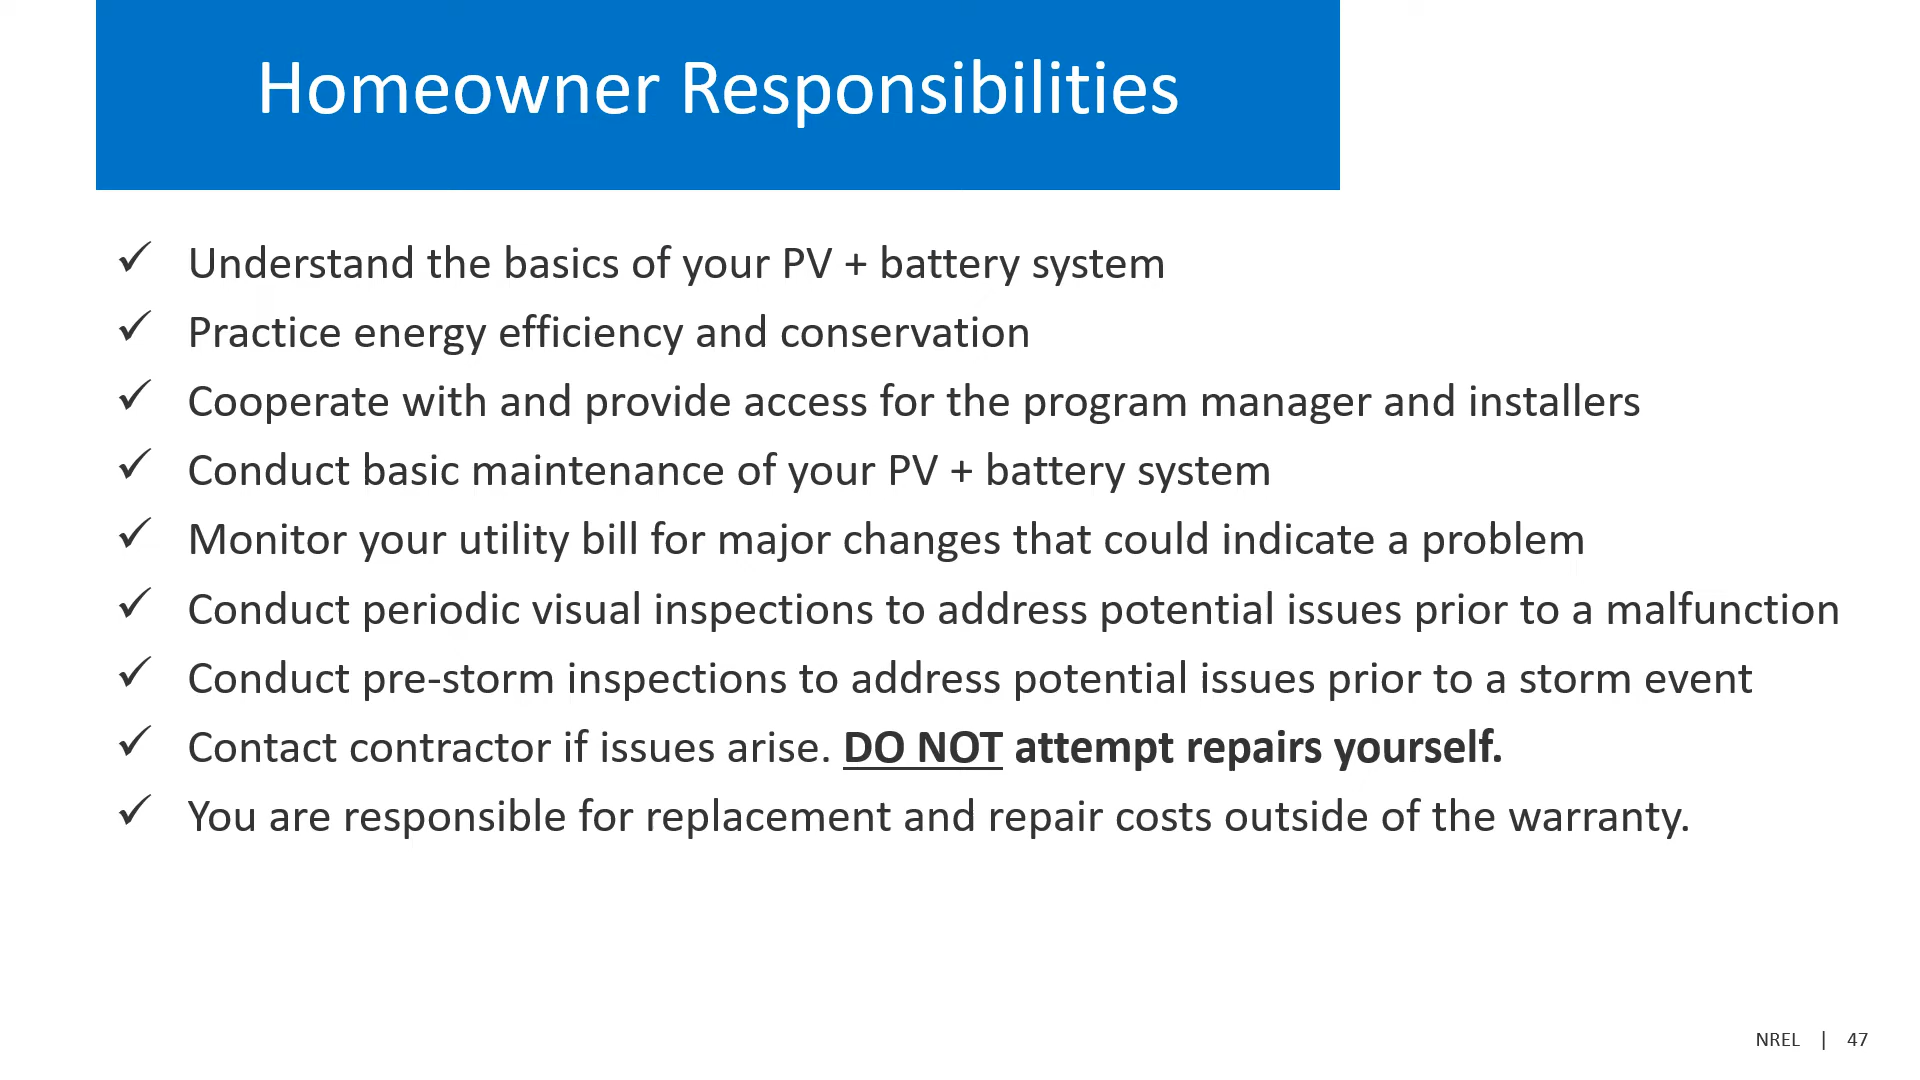 Homeowner Responsibilities
✓ Understand the basics of your PV + battery system
✓ Practice energy efficiency and conservation
✓ Cooperate with and provide access for the program manager and installers
✓ Conduct basic maintenance of your PV + battery system
✓ Monitor your utility bill for major changes that could indicate a problem
✓ Conduct periodic visual inspections to address potential issues prior to a malfunction
✓ Conduct pre-storm inspections to address potential issues prior to a storm event
✓ Contact contractor if issues arise. DO NOT attempt repairs yourself.
✓ You are responsible for replacement and repair costs outside of the warranty.
NREL | 47